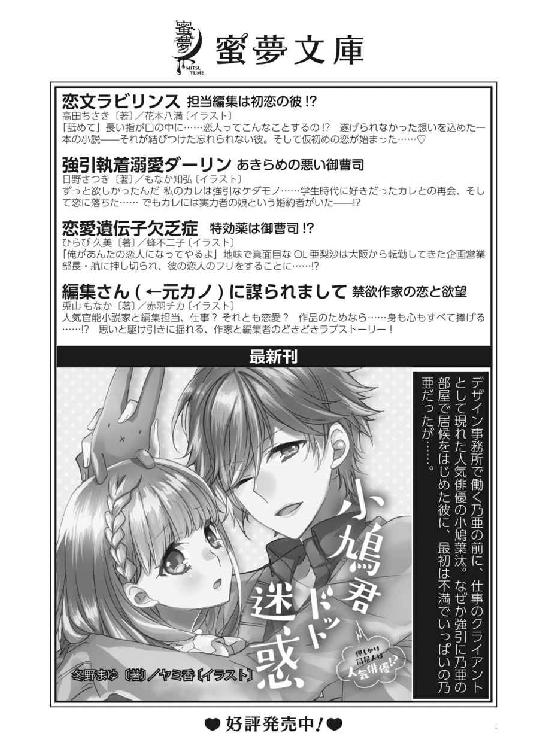 蜜夢
MITSU
YUME
蜜夢文庫
恋文ラビリンス 担当編集は初恋の彼!?
高田ちさき〔著〕／花本八満〔イラスト〕
「舐めて」長い指が口の中に……恋人ってこんなことするの!? 遂げられなかった想いを込めた一
本の小説――それが結びつけた忘れられない彼。そして仮初めの恋が始まった……♡
強引執着溺愛ダーリン あきらめの悪い御曹司
日野さつき〔著〕／もなか知弘〔イラスト〕
ずっと欲しかったんだ 私のカレは強引なケダモノ……学生時代に好きだったカレとの再会、そし
て恋に落ちた…… でもカレには実力者の娘という婚約者がいた――!?
恋愛遺伝子欠乏症 特効薬は御曹司!?
ひらび久美〔著〕／蜂不二子〔イラスト〕
「俺があんたの恋人になってやるよ」地味で真面目なOL亜梨沙は大阪から転勤してきた企画営業
部長・航に押し切られ、彼の恋人のフリをすることに……!?
編集さん(←元カノ)に謀られまして 禁欲作家の恋と欲望
兎山もなか〔著〕／赤羽チカ〔イラスト〕
人気官能小説家と編集担当、仕事? それとも恋愛? 作品のためなら……身も心もすべて捧げる
……!? 思いと駆け引きに揺れる、作家と編集者のどきどきラブストーリー!
最新刊
デザイン事務所で働く乃亜の前に、仕事のクライアント
として現れた人気俳優の小鳩葉汰。なぜか強引に乃亜の
部屋で居候をはじめた彼に、最初は不満でいっぱいの乃
亜だったが……。
小鳩君
ドット
迷惑
押しかけ
居候人は
人気俳優!?
冬野まゆ〔著〕／ヤミ香〔イラスト〕
♥好評発売中!♥